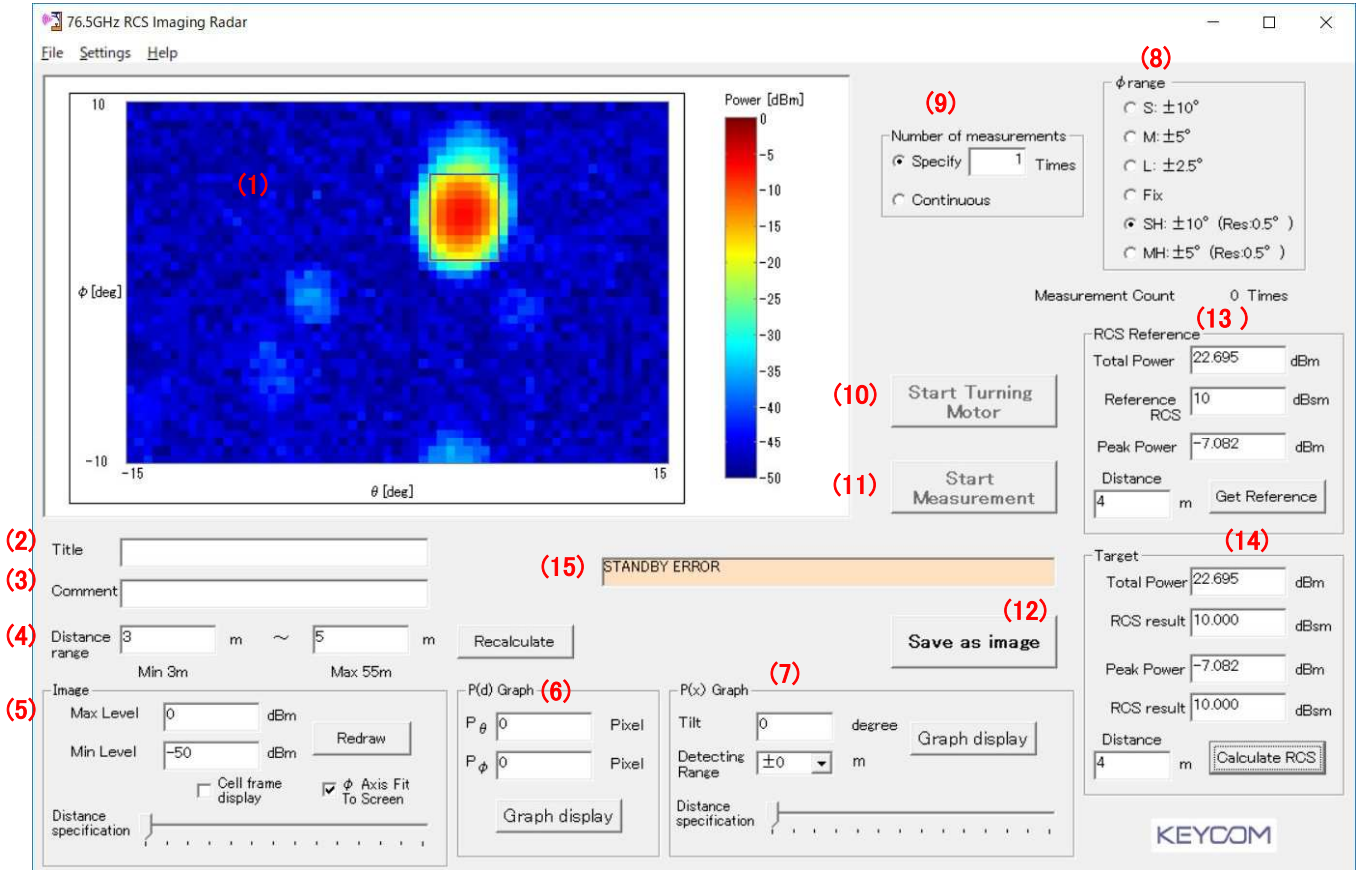 76.5GHz RCS Imaging Radar
File Settings Help
(8)
φ range
S: ±10°
M: ±5°
L: ±2.5°
Fix
SH: ±10° (Res:0.5° )
MH: ±5° (Res:0.5° )
(9)
Number of measurements
Specify 1 Times
Continuous
Measurement Count 0 Times
(1)
10
φ [deg]
-10
-15
15
θ [deg]
Power [dBm]
0
-5
-10
-15
-20
-25
-30
-35
-40
-45
-50
(10)
Start Turning
Motor
(11)
Start
Measurement
(13 )
RCS Reference
Total Power 22.695 dBm
Reference
RCS
10 dBsm
Peak Power -7.082 dBm
Distance
4 m
Get Reference
(2)
Title
(3)
Comment
(15)
STANDBY ERROR
(4)
Distance
range
3 m ~ 5 m
Min 3m
Max 55m
Recalculate
(12)
Save as image
(14)
Target
Total Power 22.695 dBm
RCS result 10.000 dBsm
Peak Power -7.082 dBm
RCS result 10.000 dBsm
Distance
4 m
Calculate RCS
(5)
Image
Max Level 0 dBm
Min Level -50 dBm
Redraw
Cell frame
display
φ Axis Fit
To Screen
Distance
specification
(6)
P(d) Graph
Pθ 0 Pixel
Pφ 0 Pixel
Graph display
(7)
P(x) Graph
Tilt 0 degree
Detecting
Range
±0 m
Graph display
Distance
specification
KEYCOM